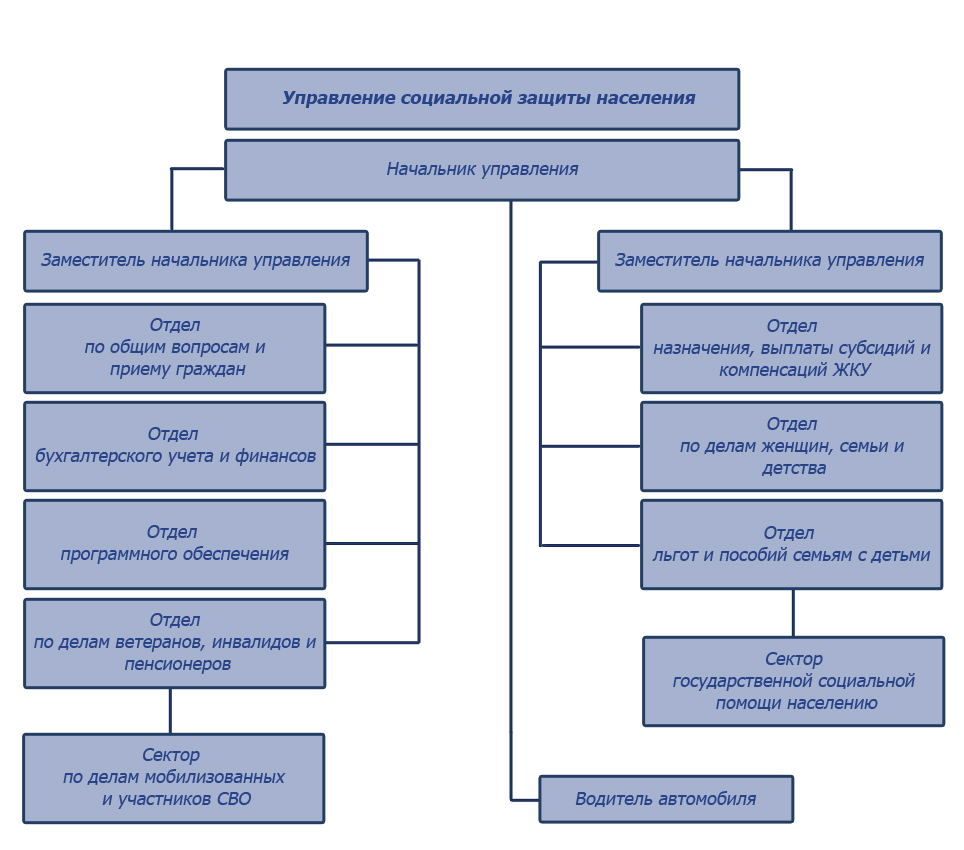 Управление социальной защиты населения
Начальник управления
Заместитель начальника управления
Отдел
по общим вопросам и
приему граждан
Отдел
бухгалтерского учета и финансов
Отдел
программного обеспечения
Отдел
по делам ветеранов, инвалидов и
пенсионеров
Сектор
по делам мобилизованных
и участников СВО
Заместитель начальника управления
Отдел
назначения, выплаты субсидий и
компенсаций ЖКУ
Отдел
по делам женщин, семьи и
детства
Отдел
льгот и пособий семьям с детьми
Сектор
государственной социальной
помощи населению
Водитель автомобиля